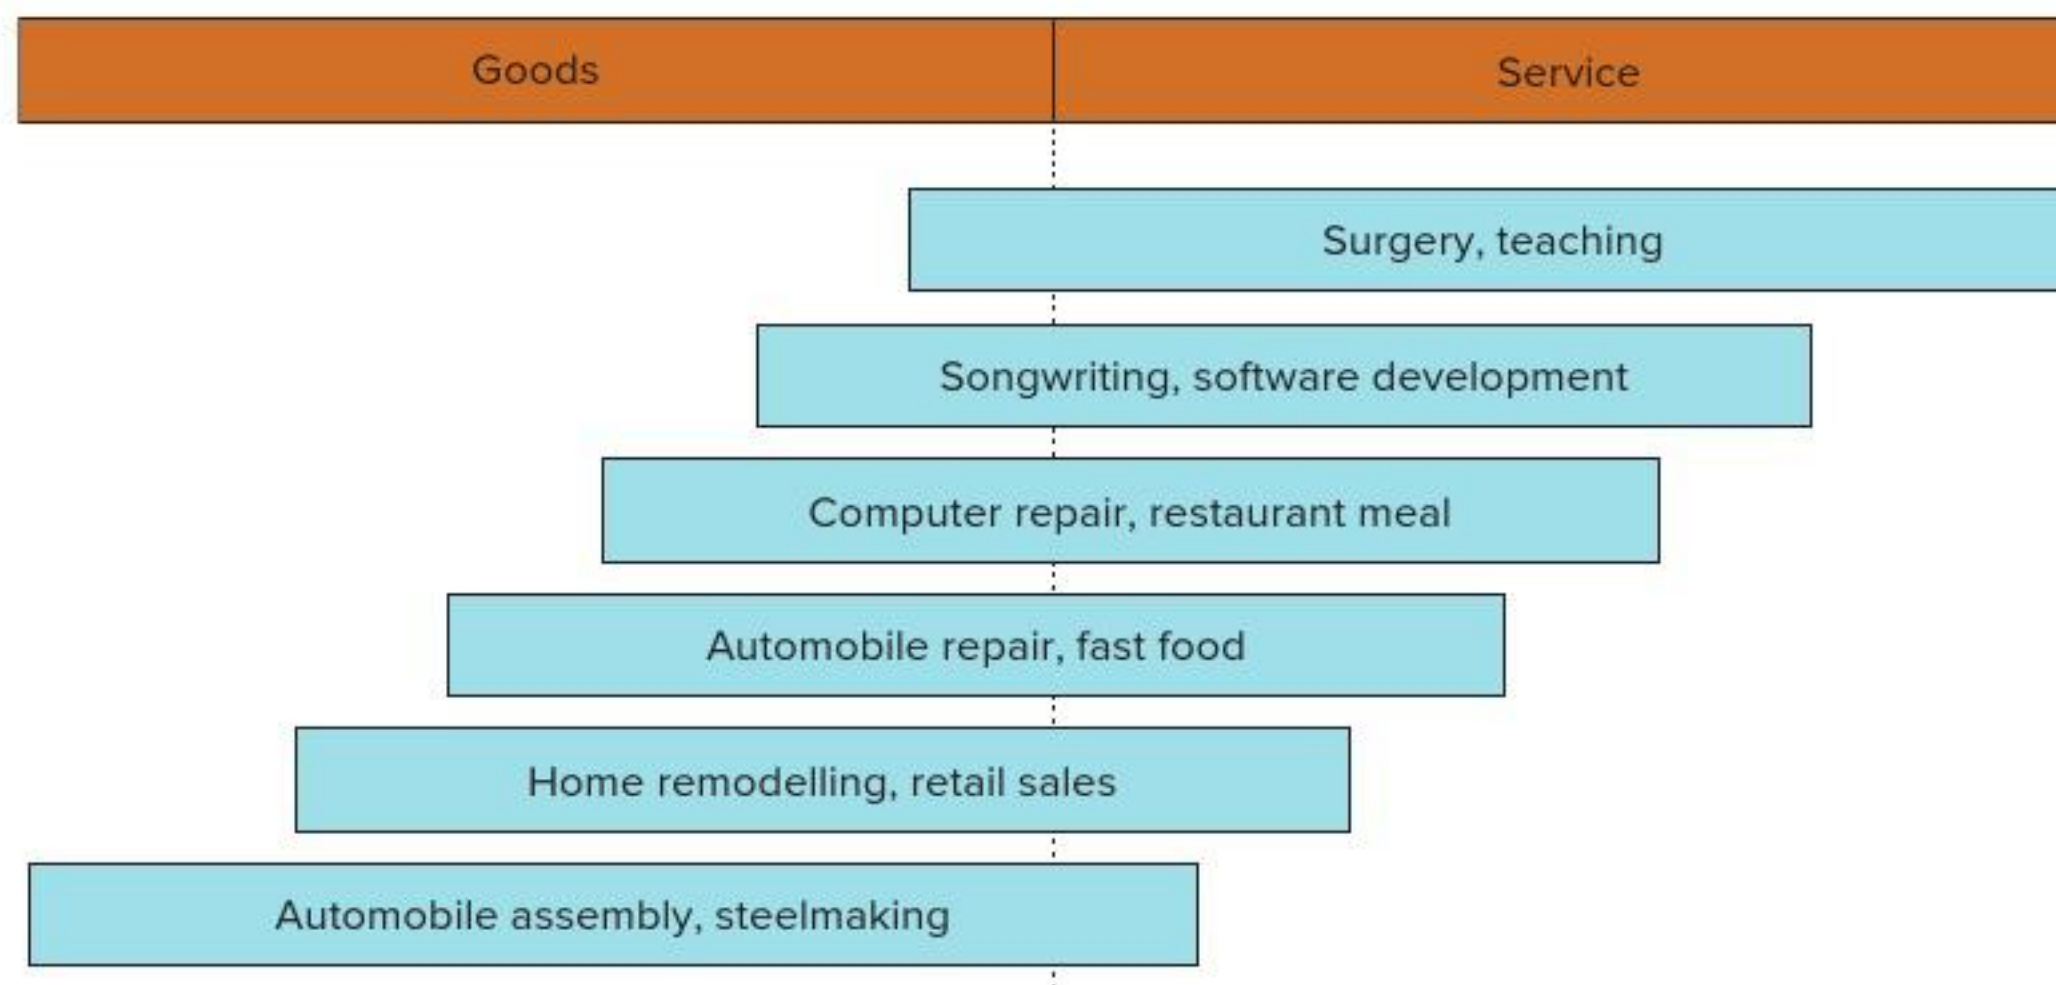 Goods
Service
Surgery, teaching
Songwriting, software development
Computer repair, restaurant meal
Automobile repair, fast food
Home remodelling, retail sales
Automobile assembly, steelmaking